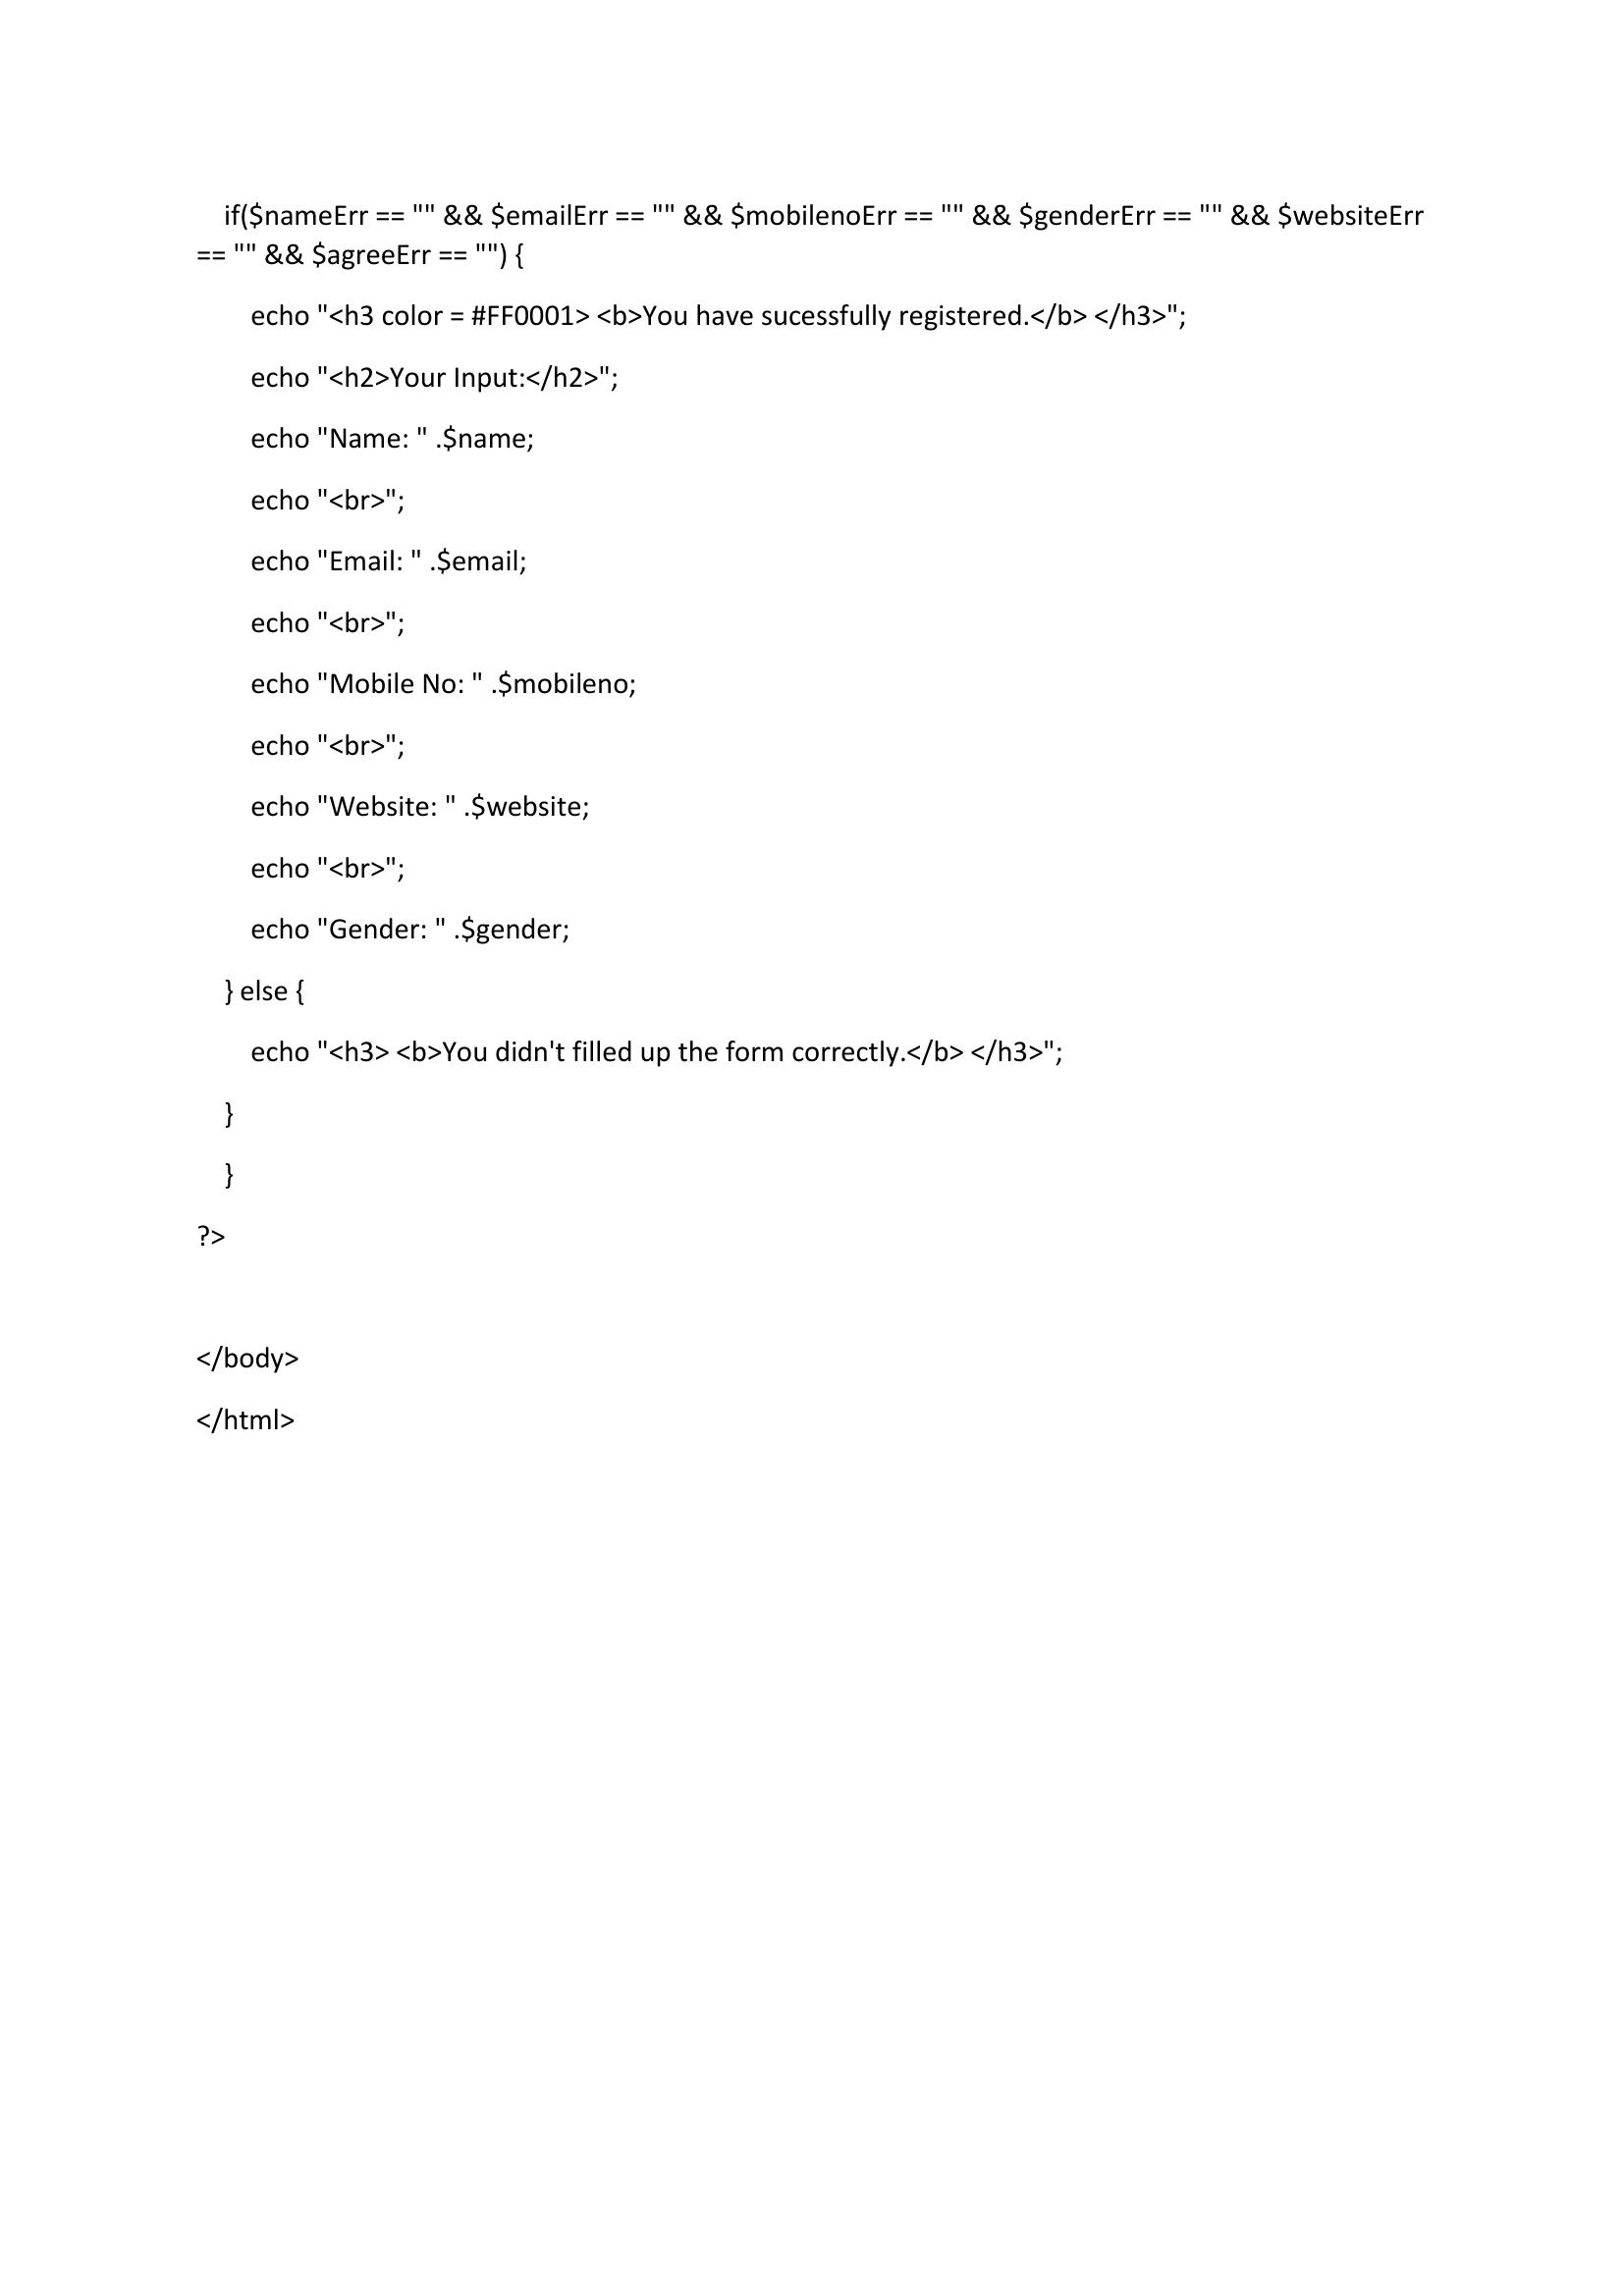 if($nameErr == "" && $emailErr == "" && $mobilenoErr == "" && $genderErr == "" && $websiteErr
== "" && $agreeErr == "") {
echo "<h3 color = #FF0001> <b>You have sucessfully registered.</b> </h3>";
echo "<h2>Your Input:</h2>";
echo "Name: " .$name;
echo "<br>";
echo "Email: " .$email;
echo "<br>";
echo "Mobile No: " .$mobileno;
echo "<br>";
echo "Website: " .$website;
echo "<br>";
echo "Gender: " .$gender;
} else {
echo "<h3> <b>You didn't filled up the form correctly.</b> </h3>";
}
}
?>
</body>
</html>